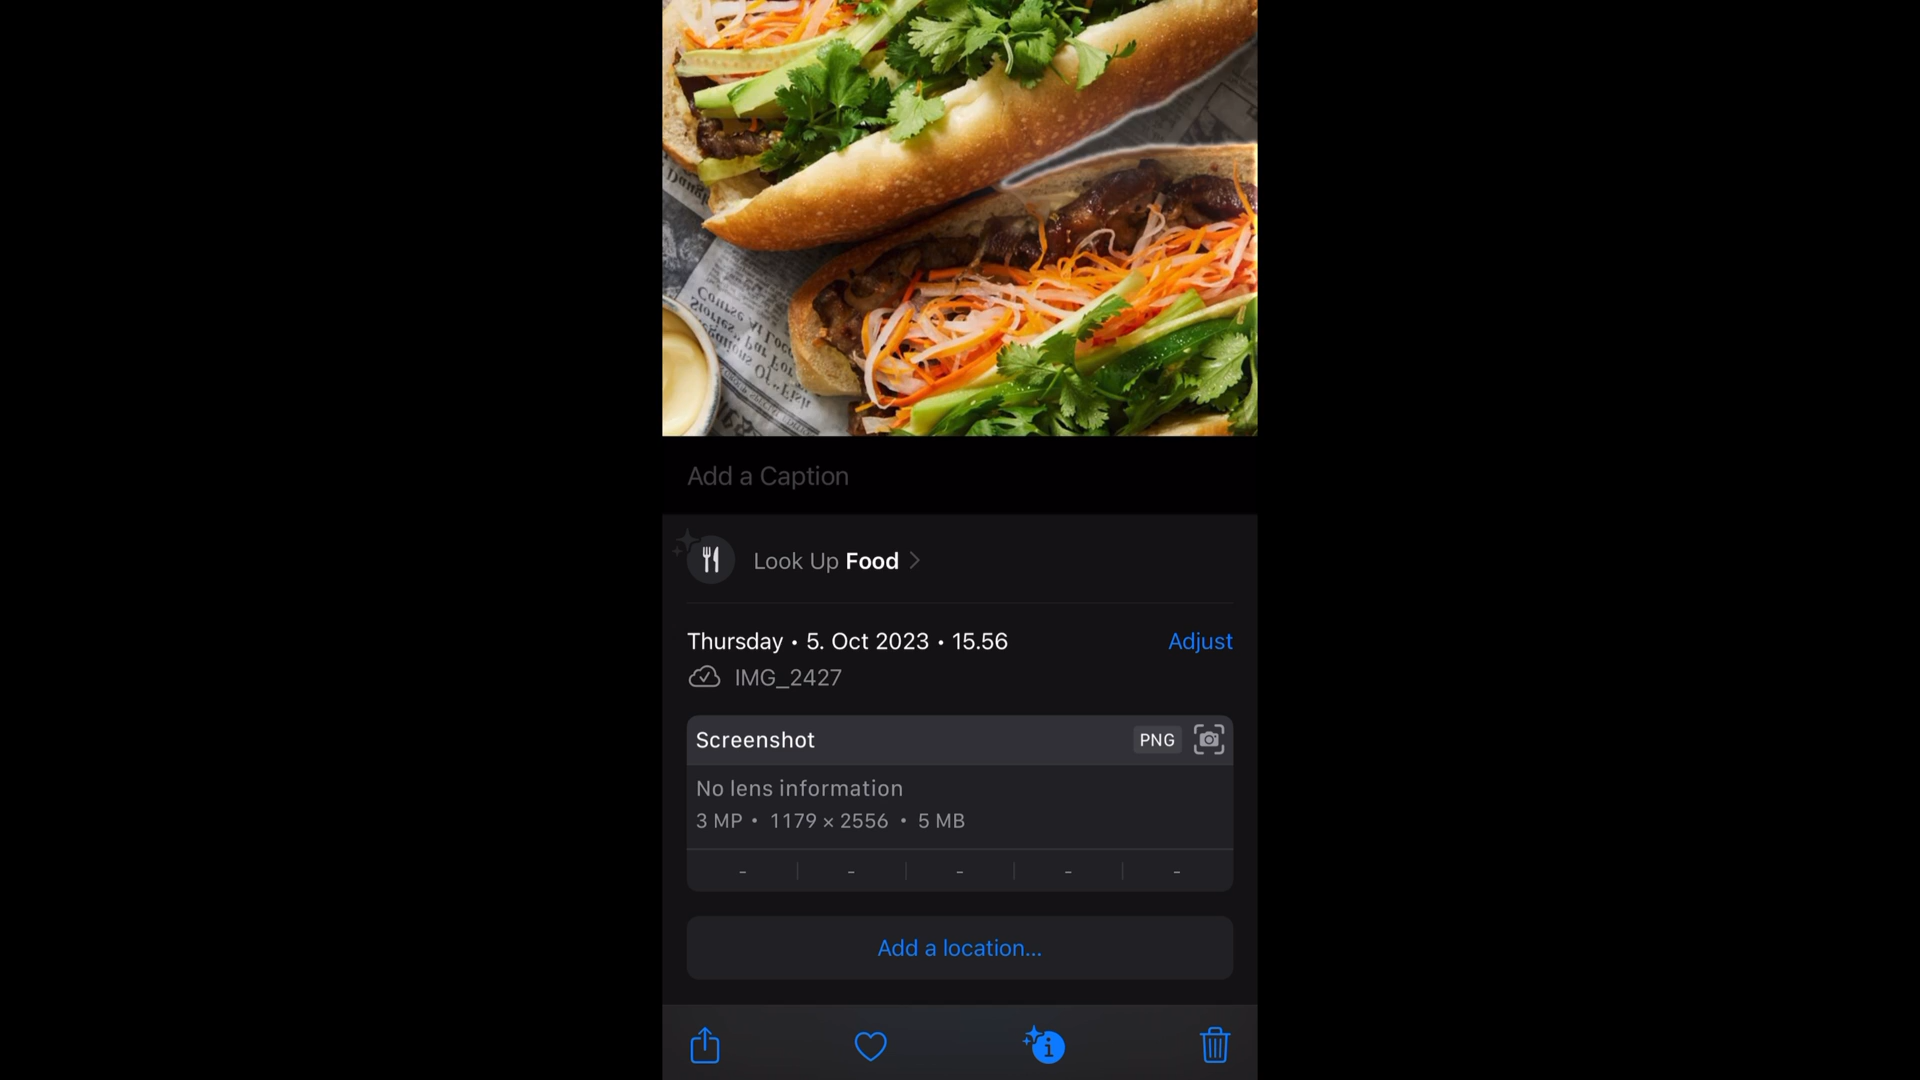 Add a Caption
Look Up Food
Thursday • 5. Oct 2023 • 15.56
Adjust
IMG_2427
Screenshot
PNG
No lens information
3 MP • 1179 × 2556 • 5 MB
- - - - -
Add a location...